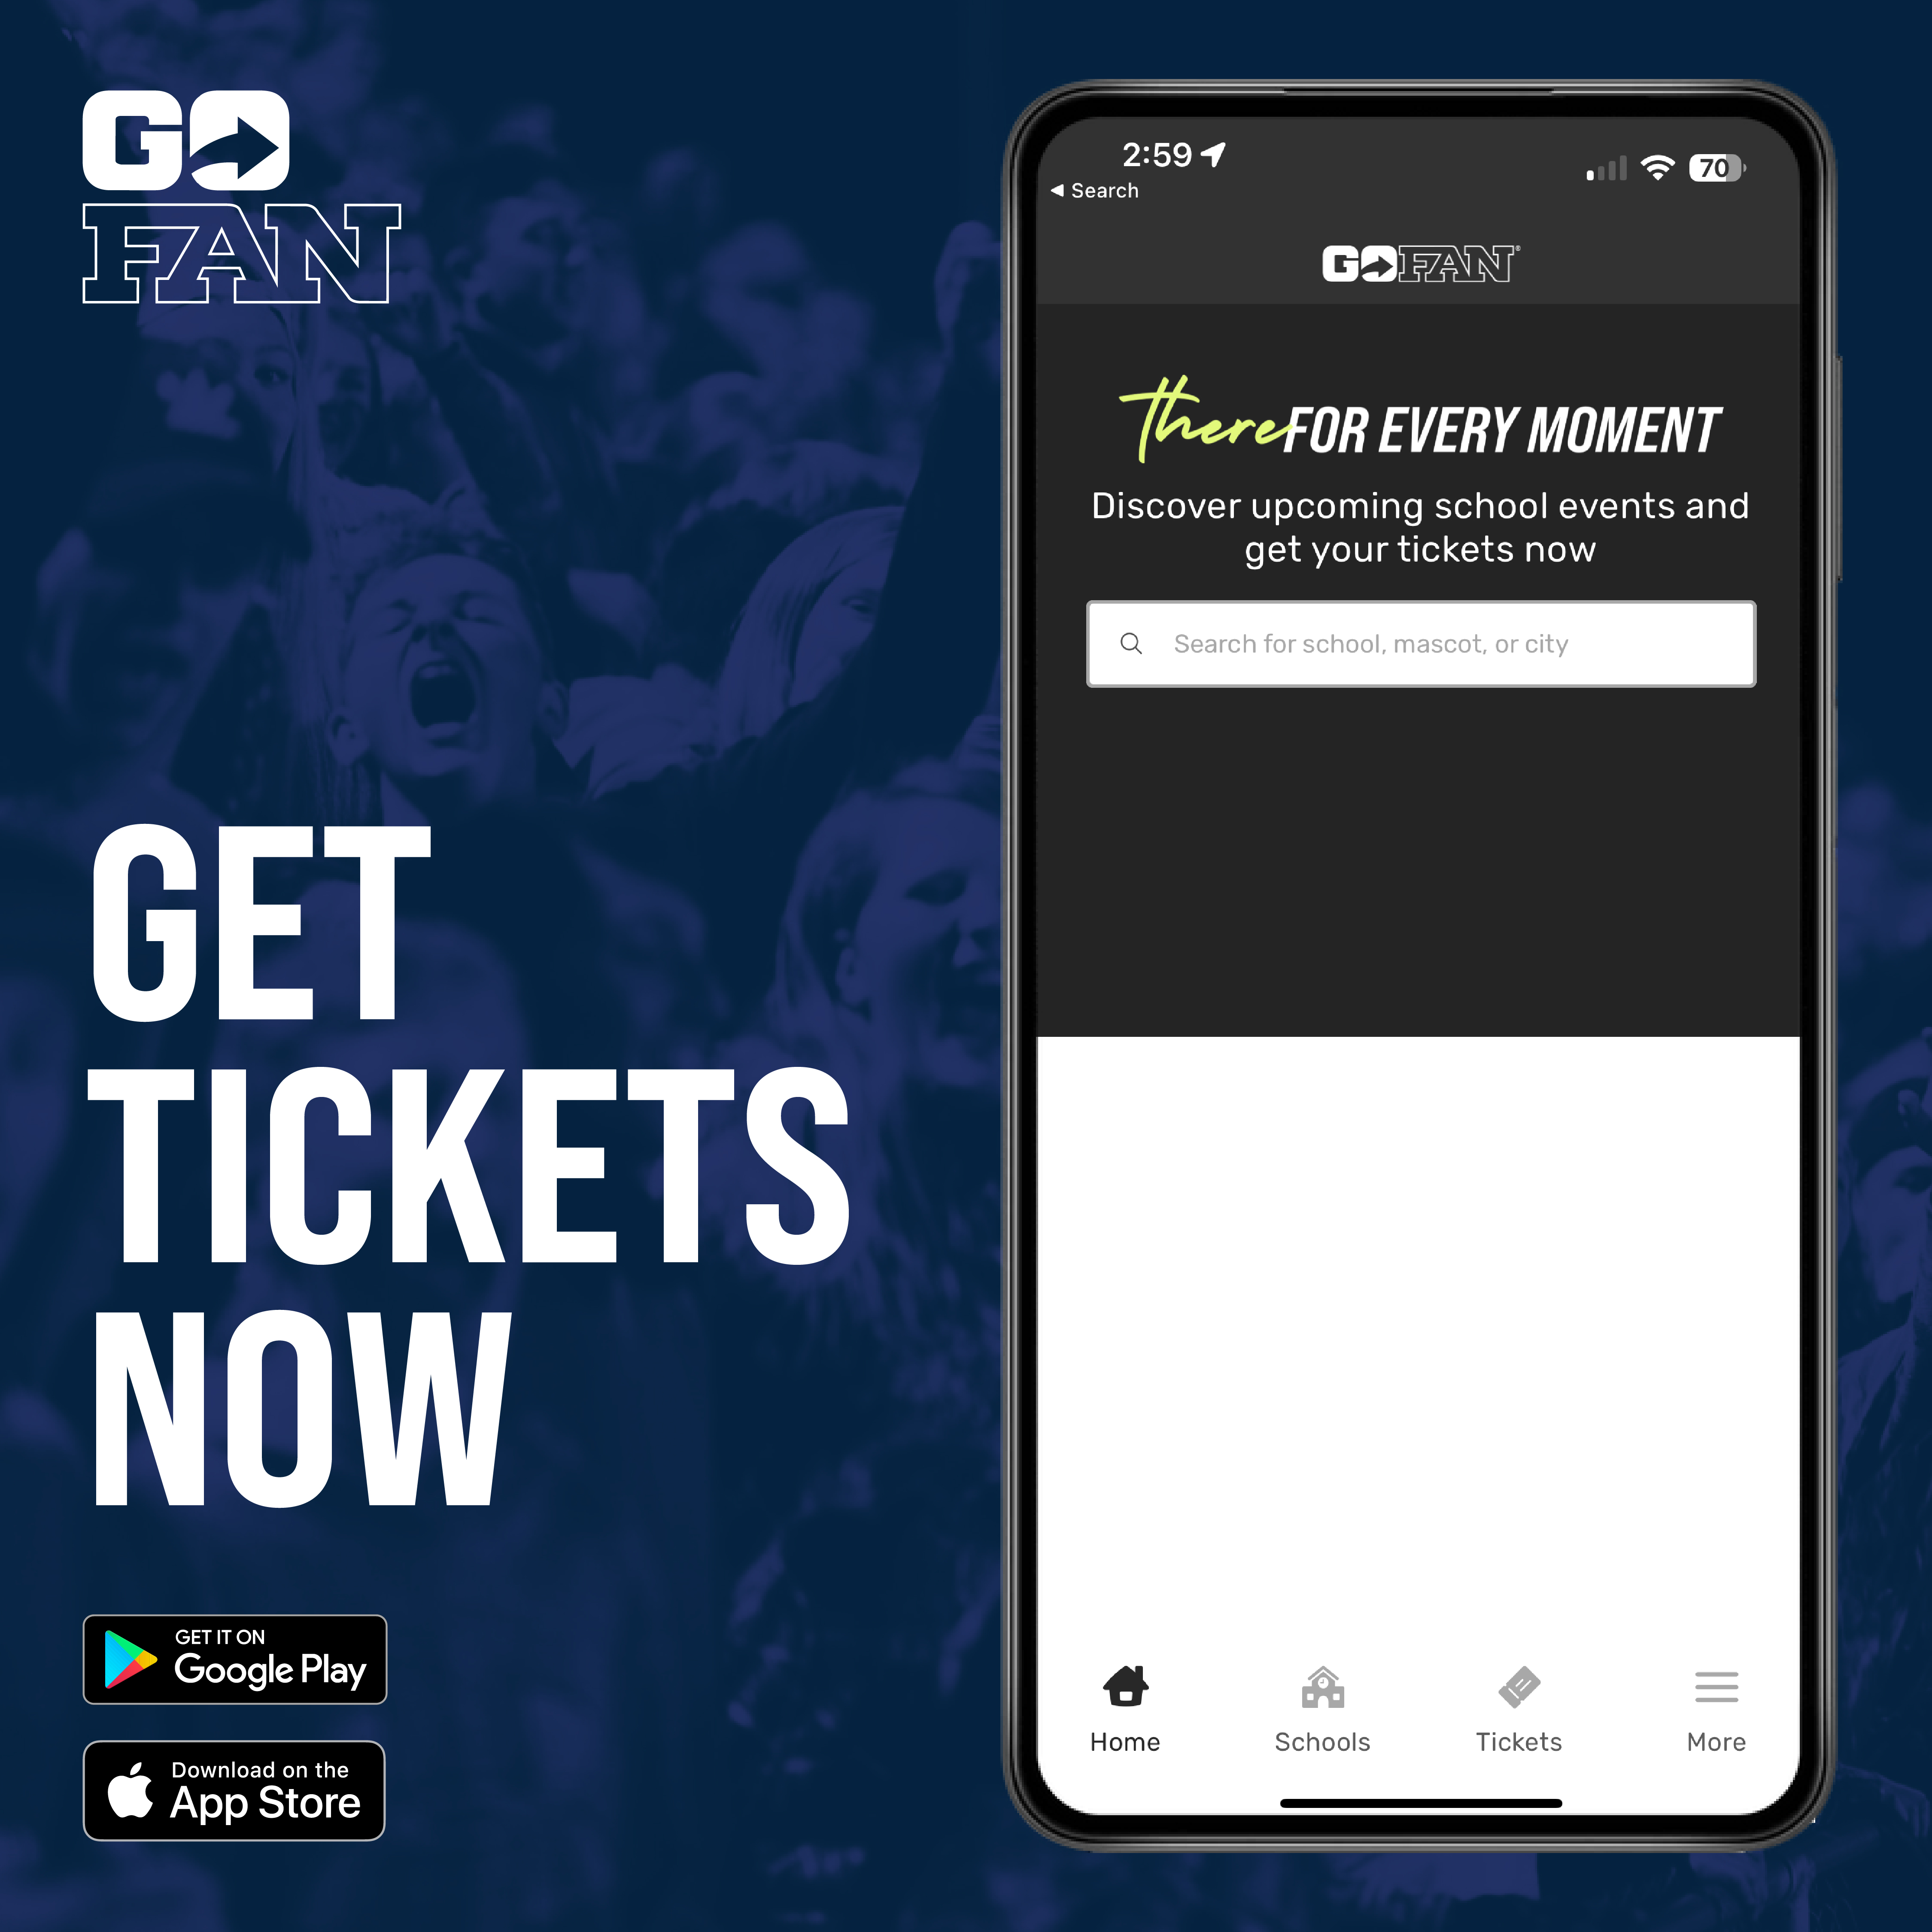 GO
FAN
GET
TICKETS
NOW
GET IT ON
Google Play
Download on the
App Store
2:59
70
◀ Search
GOFAN®
there FOR EVERY MOMENT
Discover upcoming school events and
get your tickets now
Search for school, mascot, or city
Home Schools Tickets More